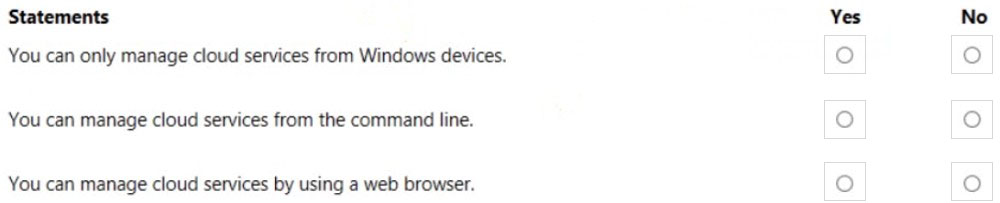 Statements Yes No
You can only manage cloud services from Windows devices.
You can manage cloud services from the command line.
You can manage cloud services by using a web browser.